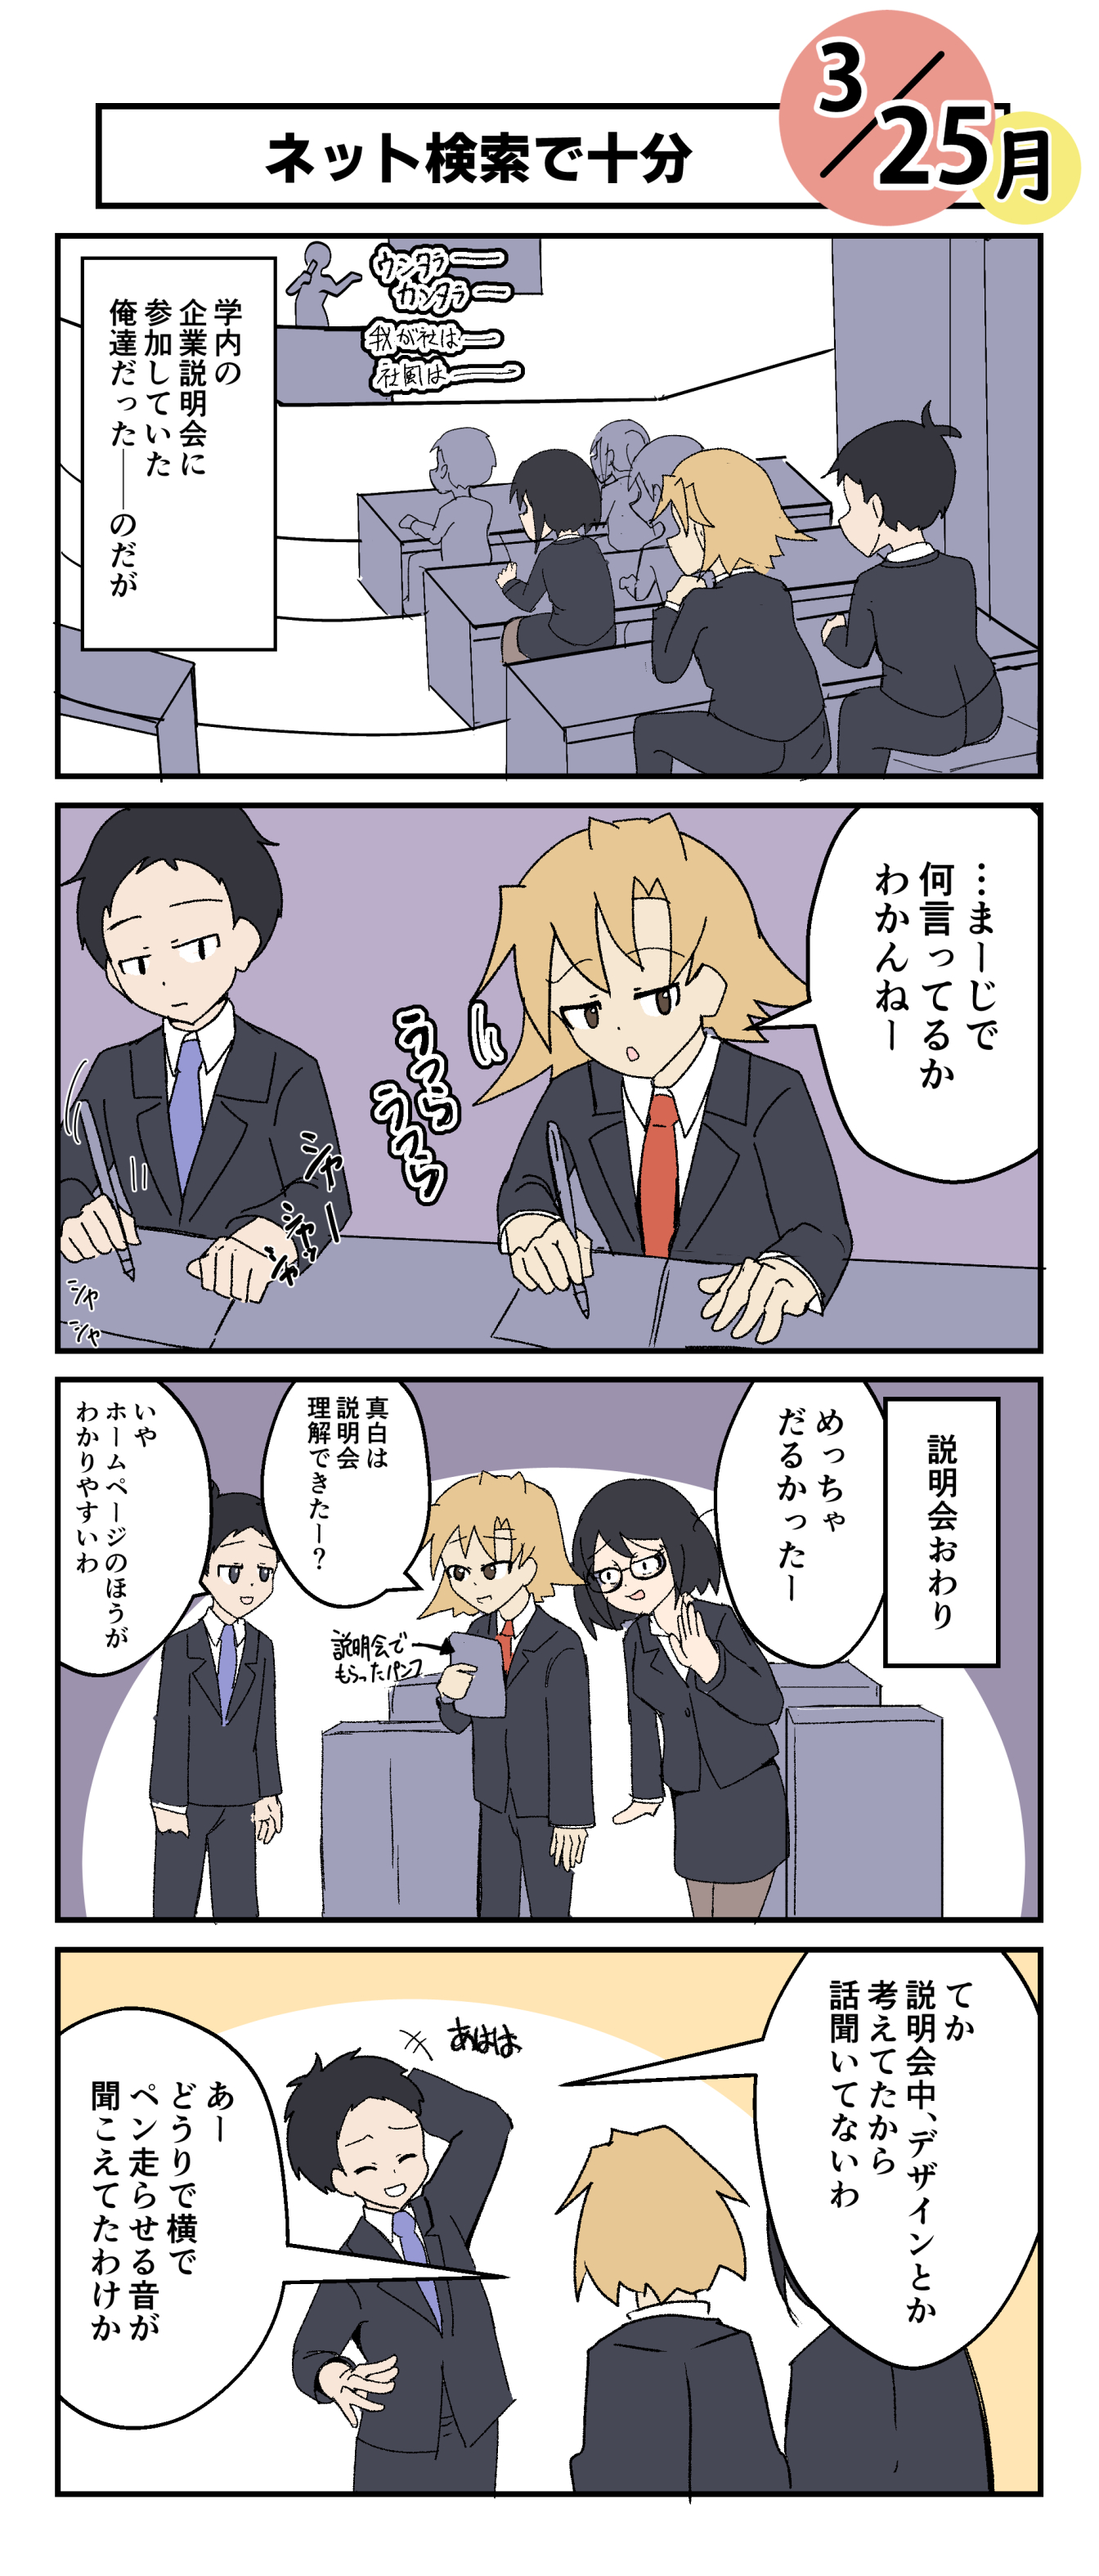 3/25月
ネット検索で十分
学内の
企業説明会に
参加していた
俺達だった──のだが
ウンタラ──
カンタラ─
我が社は──
社風は───
…まーじで
何言ってるか
わかんねー
うつら
うつら
シャー
シャッ
シャ
シャ
シャ
説明会おわり
めっちゃ
だるかったー
真白は
説明会
理解できたー?
説明会で
もらったパンフ
いや
ホームページのほうが
わかりやすいわ
てか
説明会中、デザインとか
考えてたから
話聞いてないわ
あはは
あー
どうりで横で
ペン走らせる音が
聞こえてたわけか